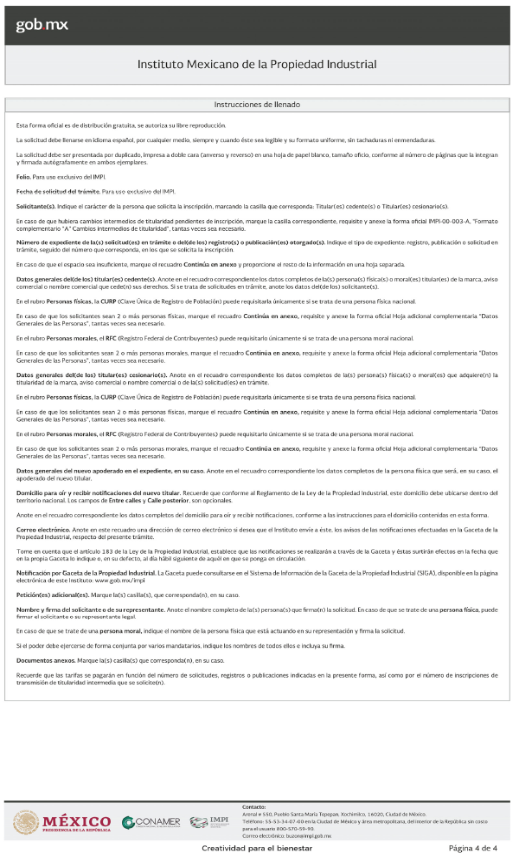 gob.mx
Instituto Mexicano de la Propiedad Industrial
Instrucciones de llenado
Esta forma oficial es de distribución gratuita, se autoriza su libre reproducción.
La solicitud debe llenarse en idioma español, por cualquier medio, siempre y cuando éste sea legible y su formato uniforme, sin tachaduras ni enmendaduras.
La solicitud debe ser presentada por duplicado, impresa a doble cara (anverso y reverso) en una hoja de papel blanco, tamaño oficio, conforme al número de páginas que la integran
y firmada autógrafamente en ambos ejemplares.
Folio. Para uso exclusivo del IMPI.
Fecha de solicitud del trámite. Para uso exclusivo del IMPI.
Solicitante(s). Indique el carácter de la persona que solicita la inscripción, marcando la casilla que corresponda: Titular(es) cedente(s) o Titular(es) cesionario(s).
En caso de que hubiera cambios intermedios de titularidad pendientes de inscripción, marque la casilla correspondiente, requisite y anexe la forma oficial IMPI-00-003-A, "Formato
complementario "A" Cambios intermedios de titularidad", tantas veces sea necesario.
Número de expediente de la(s) solicitud(es) en trámite o del(de los) registro(s) o publicación(es) otorgado(s). Indique el tipo de expediente: registro, publicación o solicitud en
trámite, seguido del número que corresponda, en los que se solicita la inscripción.
En caso de que el espacio sea insuficiente, marque el recuadro Continúa en anexo y proporcione el resto de la información en una hoja separada.
Datos generales del(de los) titular(es) cedente(s). Anote en el recuadro correspondiente los datos completos de la(s) persona(s) física(s) o moral(es) titular(es) de la marca, aviso
comercial o nombre comercial que cede(n) sus derechos. Si se trata de solicitudes en trámite, anote los datos del(los) solicitante(s).
En el rubro Personas físicas, la CURP (Clave Única de Registro de Población) puede requisitarla únicamente si se trata de una persona física nacional.
En caso de que los solicitantes sean 2 o más personas físicas, marque el recuadro Continúa en anexo, requisite y anexe la forma oficial Hoja adicional complementaria "Datos
Generales de las Personas", tantas veces sea necesario.
En el rubro Personas morales, el RFC (Registro Federal de Contribuyentes) puede requisitarlo únicamente si se trata de una persona moral nacional.
En caso de que los solicitantes sean 2 o más personas morales, marque el recuadro Continúa en anexo, requisite y anexe la forma oficial Hoja adicional complementaria "Datos
Generales de las Personas", tantas veces sea necesario.
Datos generales del(de los) titular(es) cesionario(s). Anote en el recuadro correspondiente los datos completos de la(s) persona(s) física(s) o moral(es) que adquiere(n) la
titularidad de la marca, aviso comercial o nombre comercial o de la(s) solicitud(es) en trámite.
En el rubro Personas físicas, la CURP (Clave Única de Registro de Población) puede requisitarla únicamente si se trata de una persona física nacional.
En caso de que los solicitantes sean 2 o más personas físicas, marque el recuadro Continúa en anexo, requisite y anexe la forma oficial Hoja adicional complementaria "Datos
Generales de las Personas", tantas veces sea necesario.
En el rubro Personas morales, el RFC (Registro Federal de Contribuyentes) puede requisitarlo únicamente si se trata de una persona moral nacional.
En caso de que los solicitantes sean 2 o más personas morales, marque el recuadro Continúa en anexo, requisite y anexe la forma oficial Hoja adicional complementaria "Datos
Generales de las Personas", tantas veces sea necesario.
Datos generales del nuevo apoderado en el expediente, en su caso. Anote en el recuadro correspondiente los datos completos de la persona física que será, en su caso, el
apoderado del nuevo titular.
Domicilio para oír y recibir notificaciones del nuevo titular. Recuerde que conforme al Reglamento de la Ley de la Propiedad Industrial, este domicilio debe ubicarse dentro del
territorio nacional. Los campos de Entre calles y Calle posterior, son opcionales.
Anote en el recuadro correspondiente los datos completos del domicilio para oír y recibir notificaciones, conforme a las instrucciones para el domicilio contenidas en esta forma.
Correo electrónico. Anote en este recuadro una dirección de correo electrónico si desea que el Instituto envíe a éste, los avisos de las notificaciones efectuadas en la Gaceta de la
Propiedad Industrial, respecto del presente trámite.
Tome en cuenta que el artículo 183 de la Ley de la Propiedad Industrial, establece que las notificaciones se realizarán a través de la Gaceta y éstas surtirán efectos en la fecha que
en la propia Gaceta lo indique o, en su defecto, al día hábil siguiente de aquél en que se ponga en circulación.
Notificación por Gaceta de la Propiedad Industrial. La Gaceta puede consultarse en el Sistema de Información de la Gaceta de la Propiedad Industrial (SIGA), disponible en la página
electrónica de este Instituto: www.gob.mx/impi
Petición(es) adicional(es). Marque la(s) casilla(s), que corresponda(n), en su caso.
Nombre y firma del solicitante o de su representante. Anote el nombre completo de la(s) persona(s) que firma(n) la solicitud. En caso de que se trate de una persona física, puede
firmar el solicitante o su representante legal.
En caso de que se trate de una persona moral, indique el nombre de la persona física que está actuando en su representación y firma la solicitud.
Si el poder debe ejercerse de forma conjunta por varios mandatarios, indique los nombres de todos ellos e incluya su firma.
Documentos anexos. Marque la(s) casilla(s) que corresponda(n), en su caso.
Recuerde que las tarifas se pagarán en función del número de solicitudes, registros o publicaciones indicadas en la presente forma, así como por el número de inscripciones de
transmisión de titularidad intermedia que se solicite(n).
MÉXICO
PRESIDENCIA DE LA REPÚBLICA
CONAMER
IMPI
Contacto:
Arenal # 550, Pueblo Santa María Tepepan, Xochimilco, 16020, Ciudad de México.
Teléfono: 55-53-34-07-00 en la Ciudad de México y área metropolitana, del interior de la República sin costo
para el usuario 800-570-59-90.
Correo electrónico: buzon@impi.gob.mx
Creatividad para el bienestar
Página 4 de 4